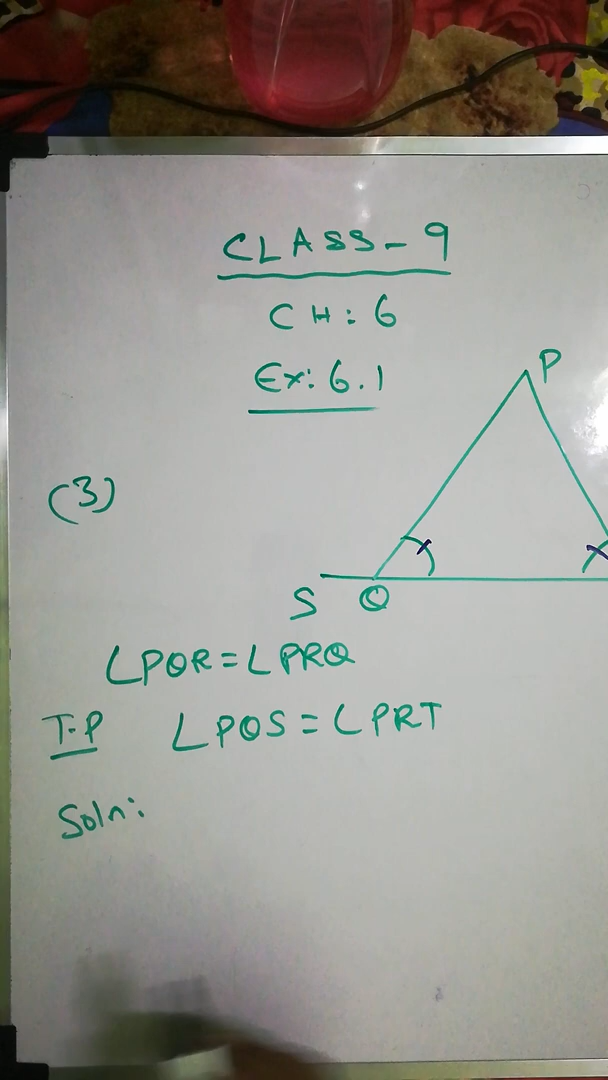 CLASS-9
CH: 6
Ex: 6.1
P
(3)
S Q
∠PQR=∠PRQ
T.P ∠PQS=∠PRT
Soln: